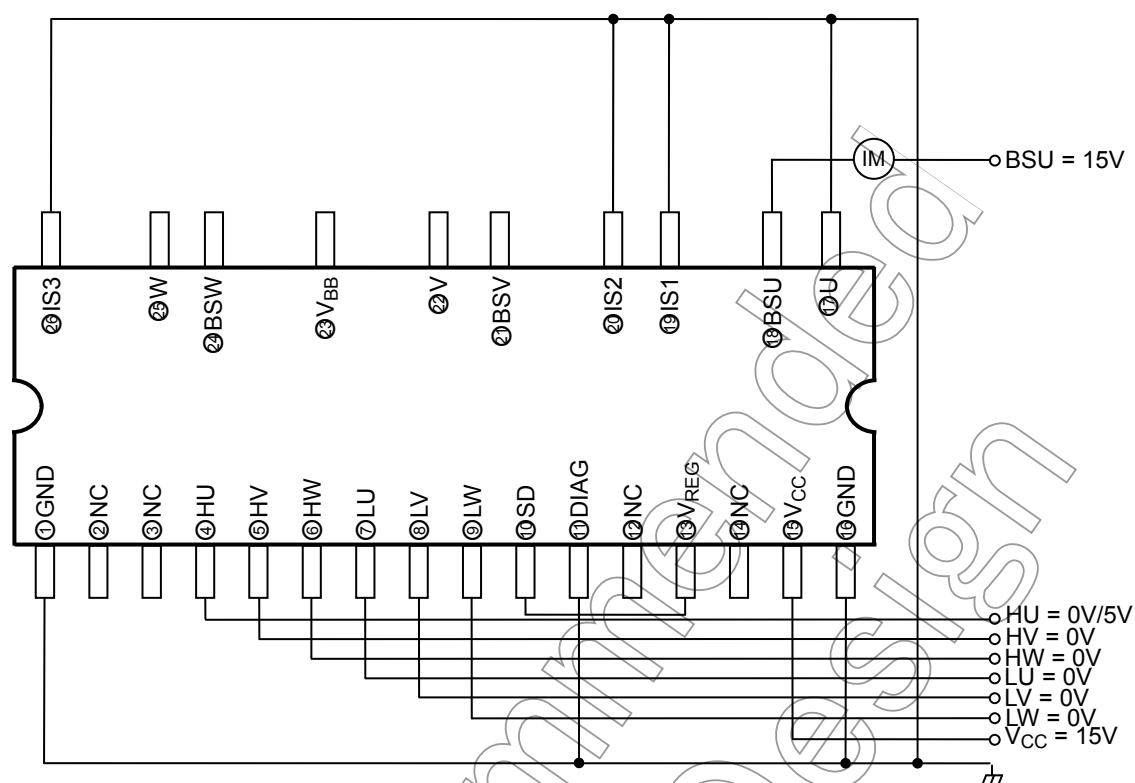 IM
BSU = 15V
㉖IS3
㉕W
㉔BSW
㉓VBB
㉒V
㉑BSV
⑳IS2
⑲IS1
⑱BSU
⑰U
①GND
②NC
③NC
④HU
⑤HV
⑥HW
⑦LU
⑧LV
⑨LW
⑩SD
⑪DIAG
⑫NC
⑬VREG
⑭NC
⑮VCC
⑯GND
HU = 0V/5V
HV = 0V
HW = 0V
LU = 0V
LV = 0V
LW = 0V
VCC = 15V
mmended
esign